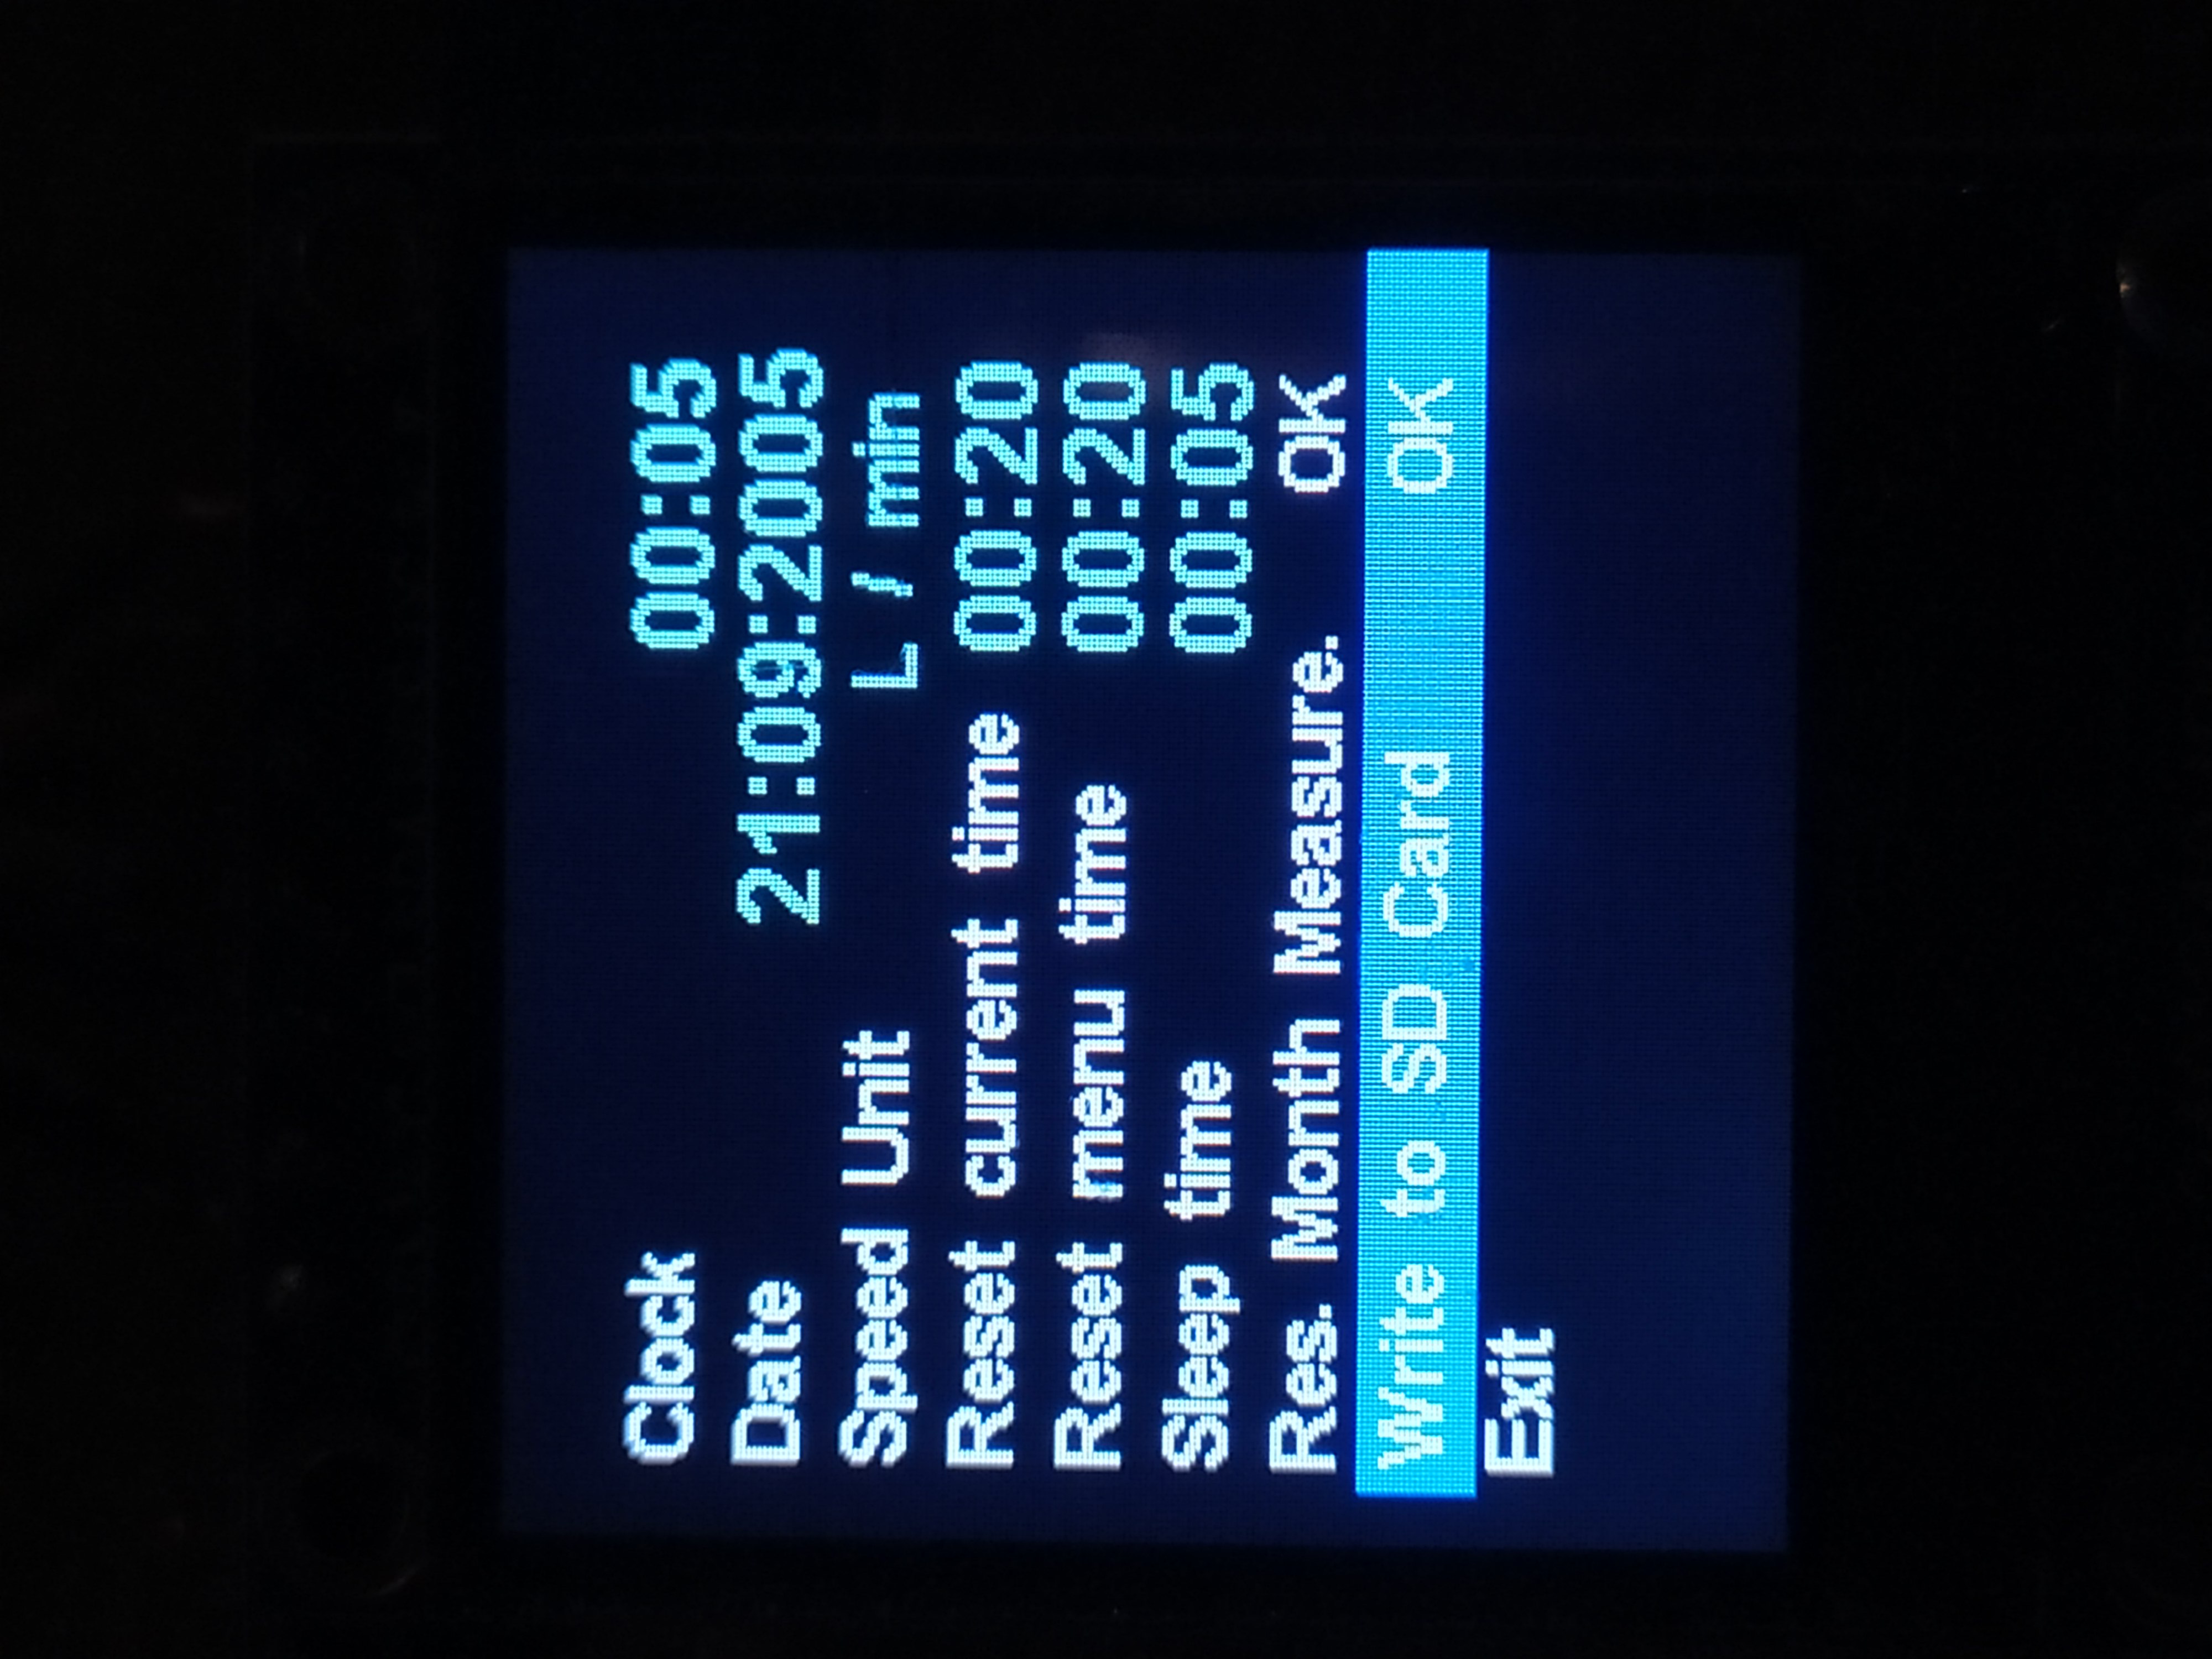 Clock 00:05
Date 21:09:2005
Speed Unit L / min
Reset current time 00:20
Reset menu time 00:20
Sleep time 00:05
Res. Month Measure. OK
Write to SD Card OK
Exit